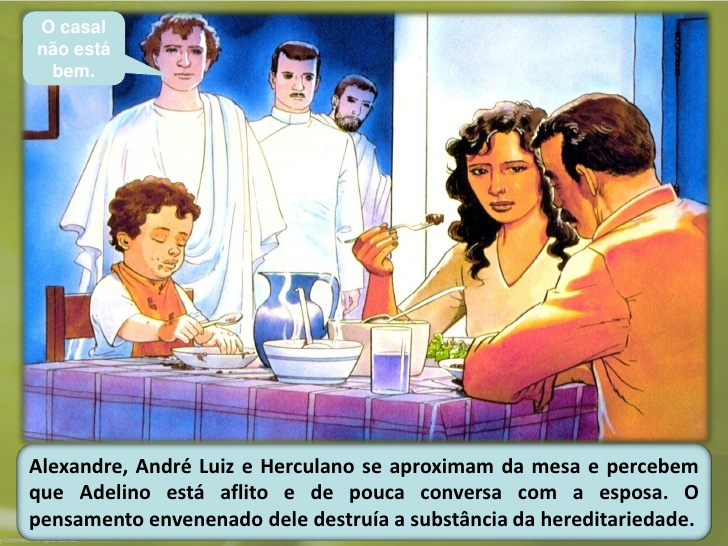 O casal
não está
bem.
Alexandre, André Luiz e Herculano se aproximam da mesa e percebem
que Adelino está aflito e de pouca conversa com a esposa. O
pensamento envenenado dele destruía a substância da hereditariedade.